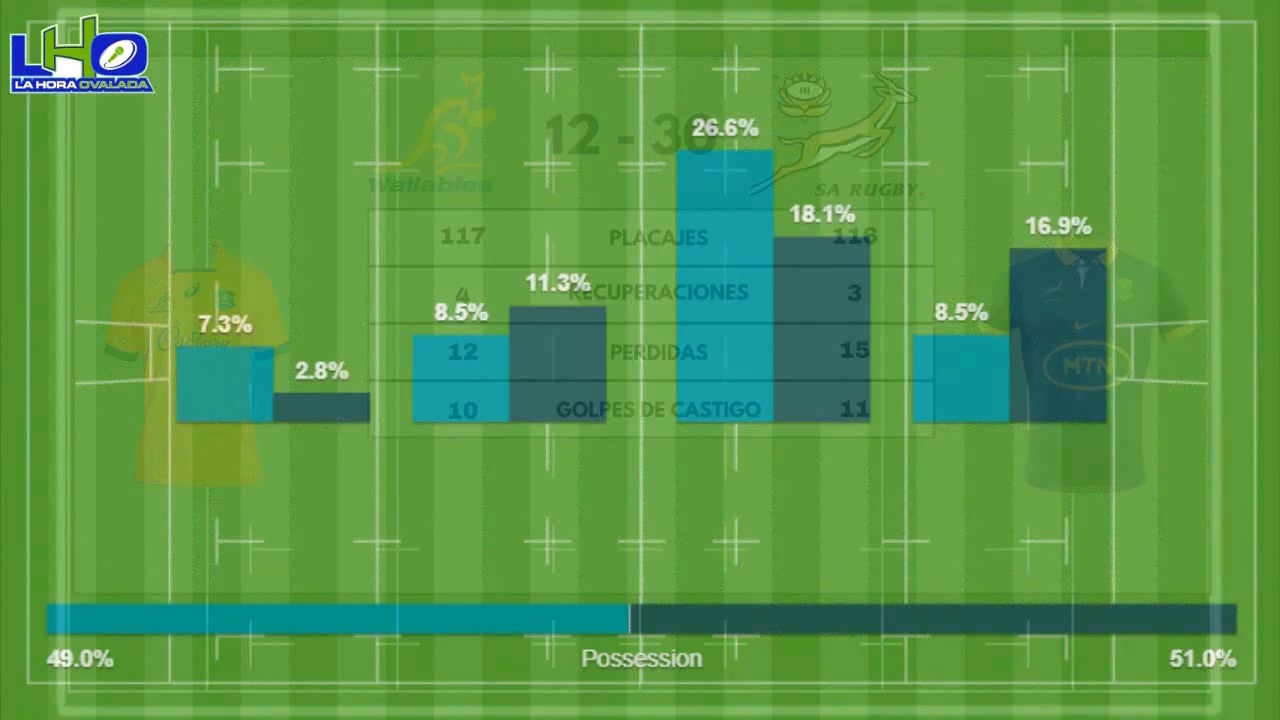 LHO
LA HORA OVALADA
12 - 30
26.6%
Wallabies
SA RUGBY.
18.1%
16.9%
117 PLACAJES 116
11.3%
4 RECUPERACIONES 3
8.5%
8.5%
7.3%
12 PERDIDAS 15
2.8%
MTN
10 GOLPES DE CASTIGO 11
49.0% Possession 51.0%